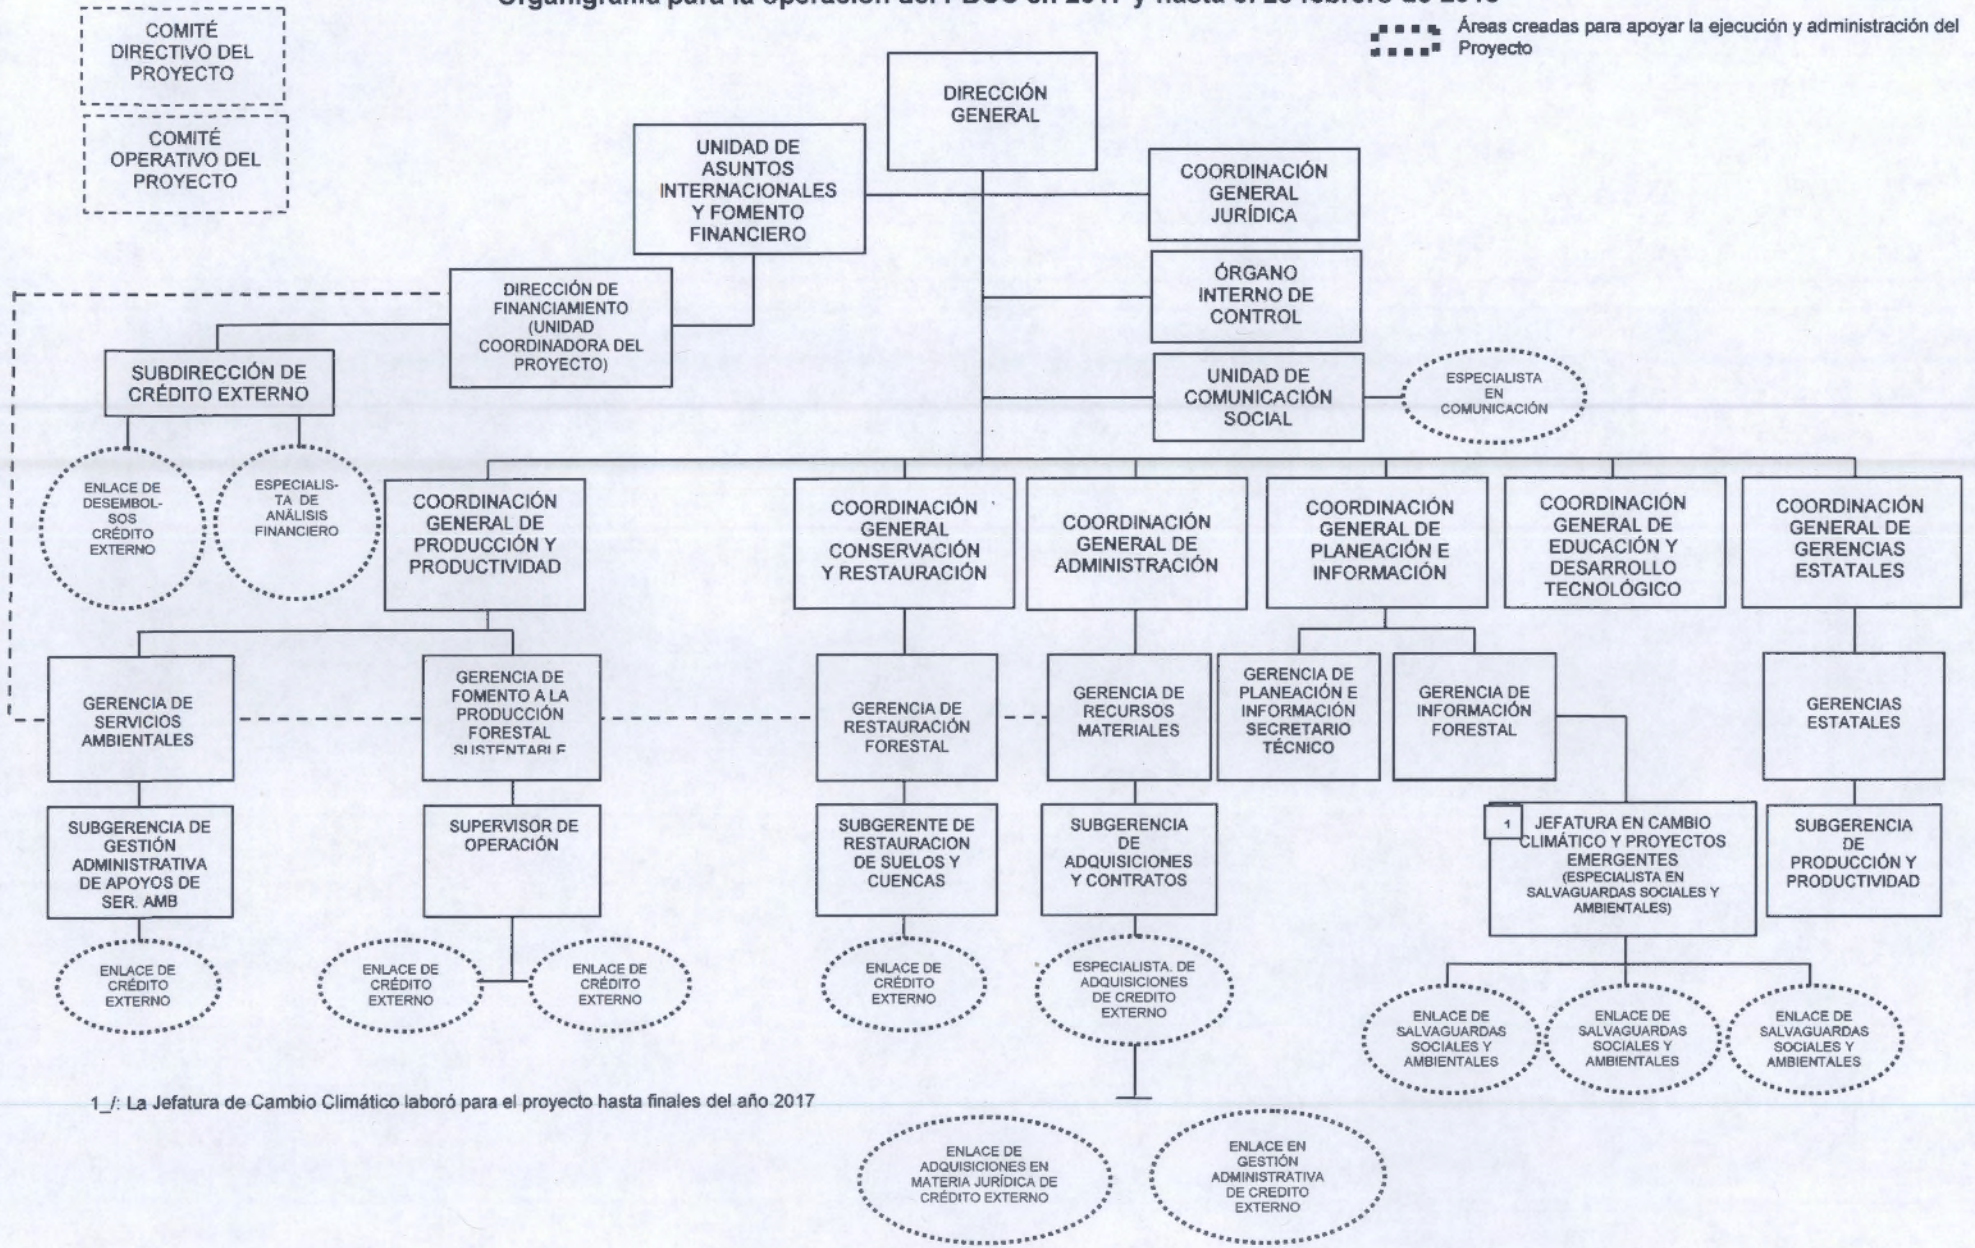 COMITÉ
DIRECTIVO DEL
PROYECTO
COMITÉ
OPERATIVO DEL
PROYECTO
Áreas creadas para apoyar la ejecución y administración del
Proyecto
DIRECCIÓN
GENERAL
UNIDAD DE
ASUNTOS
INTERNACIONALES
Y FOMENTO
FINANCIERO
COORDINACIÓN
GENERAL
JURÍDICA
ÓRGANO
INTERNO DE
CONTROL
DIRECCIÓN DE
FINANCIAMIENTO
(UNIDAD
COORDINADORA DEL
PROYECTO)
SUBDIRECCIÓN DE
CRÉDITO EXTERNO
UNIDAD DE
COMUNICACIÓN
SOCIAL
ESPECIALISTA
EN
COMUNICACIÓN
ENLACE DE
DESEMBOL-
SOS
CRÉDITO
EXTERNO
ESPECIALIS-
TA DE
ANÄLISIS
FINANCIERO
COORDINACIÓN
GENERAL DE
PRODUCCIÓN Y
PRODUCTIVIDAD
COORDINACIÓN
GENERAL
CONSERVACIÓN
Y RESTAURACIÓN
COORDINACIÓN
GENERAL DE
ADMINISTRACIÓN
COORDINACIÓN
GENERAL DE
PLANEACIÓN E
INFORMACIÓN
COORDINACIÓN
GENERAL DE
EDUCACIÓN Y
DESARROLLO
TECNOLÓGICO
COORDINACIÓN
GENERAL DE
GERENCIAS
ESTATALES
GERENCIA DE
SERVICIOS
AMBIENTALES
GERENCIA DE
FOMENTO A LA
PRODUCCIÓN
FORESTAL
SUSTENTABLE
GERENCIA DE
RESTAURACIÓN
FORESTAL
GERENCIA DE
RECURSOS
MATERIALES
GERENCIA DE
PLANEACIÓN E
INFORMACIÓN
SECRETARIO
TÉCNICO
GERENCIA DE
INFORMACIÓN
FORESTAL
GERENCIAS
ESTATALES
SUBGERENCIA DE
GESTIÓN
ADMINISTRATIVA
DE APOYOS DE
SER. AMB
SUPERVISOR DE
OPERACIÓN
SUBGERENTE DE
RESTAURACION
DE SUELOS Y
CUENCAS
SUBGERENCIA
DE
ADQUISICIONES
Y CONTRATOS
1
JEFATURA EN CAMBIO
CLIMÁTICO Y PROYECTOS
EMERGENTES
(ESPECIALISTA EN
SALVAGUARDAS SOCIALES Y
AMBIENTALES)
SUBGERENCIA
DE
PRODUCCIÓN Y
PRODUCTIVIDAD
ENLACE DE
CRÉDITO
EXTERNO
ENLACE DE
CRÉDITO
EXTERNO
ENLACE DE
CRÉDITO
EXTERNO
ENLACE DE
CRÉDITO
EXTERNO
ESPECIALISTA. DE
ADQUISICIONES
DE CREDITO
EXTERNO
ENLACE DE
SALVAGUARDAS
SOCIALES Y
AMBIENTALES
ENLACE DE
SALVAGUARDAS
SOCIALES Y
AMBIENTALES
ENLACE DE
SALVAGUARDAS
SOCIALES Y
AMBIENTALES
1_/: La Jefatura de Cambio Climático laboró para el proyecto hasta finales del año 2017
ENLACE DE
ADQUISICIONES EN
MATERIA JURÍDICA DE
CRÉDITO EXTERNO
ENLACE EN
GESTIÓN
ADMINISTRATIVA
DE CREDITO
EXTERNO